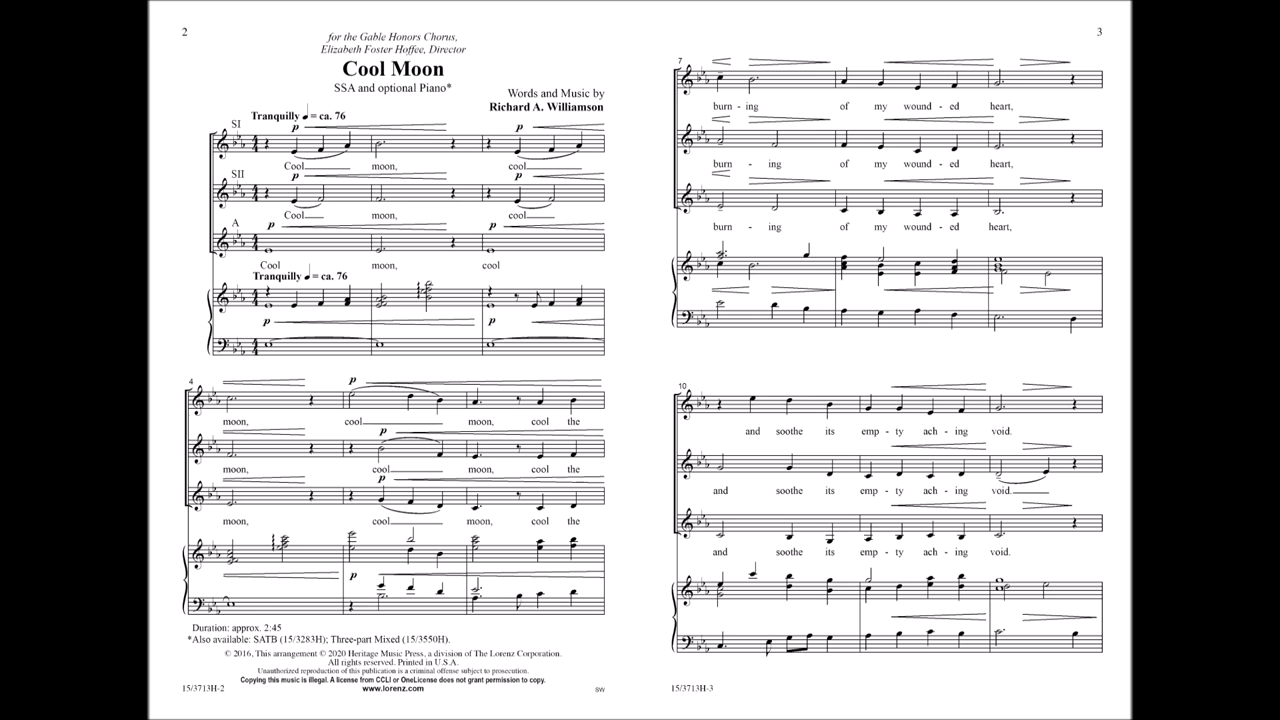 2
for the Gable Honors Chorus,
Elizabeth Foster Hoffee, Director
Cool Moon
SSA and optional Piano*
Words and Music by
Richard A. Williamson
Tranquilly ♩ = ca. 76
SI
p p
Cool moon, cool
SII
p p
Cool moon, cool
A
p p
Cool moon, cool
Tranquilly ♩ = ca. 76
p p
4
p
moon, cool moon, cool the
p
moon, cool moon, cool the
p
moon, cool moon, cool the
p
Duration: approx. 2:45
*Also available: SATB (15/3283H); Three-part Mixed (15/3550H).
© 2016, This arrangement © 2020 Heritage Music Press, a division of The Lorenz Corporation.
All rights reserved. Printed in U.S.A.
Unauthorized reproduction of this publication is a criminal offense subject to prosecution.
Copying this music is illegal. A license from CCLI or OneLicense does not grant permission to copy.
www.lorenz.com
15/3713H-2
SW
3
7
burn - ing of my wound - ed heart,
burn - ing of my wound - ed heart,
burn - ing of my wound - ed heart,
10
and soothe its emp - ty ach - ing void.
and soothe its emp - ty ach - ing void.
and soothe its emp - ty ach - ing void.
15/3713H-3